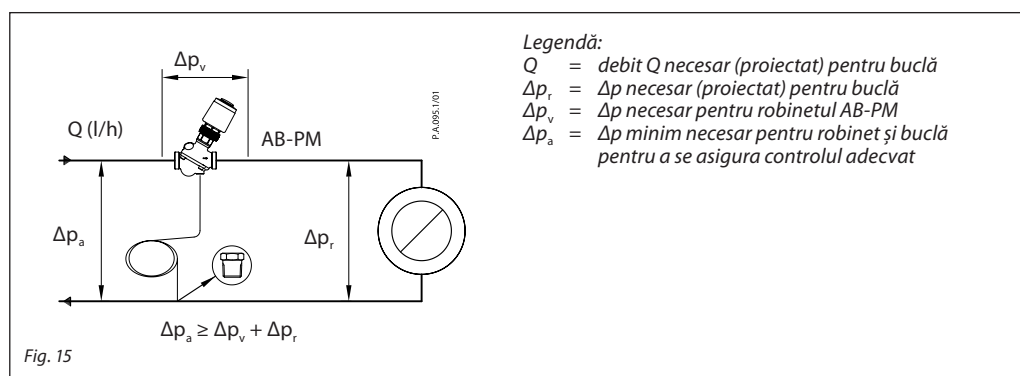 Δpᵥ
Q (l/h)
AB-PM
P.A.095.1/01
Δpₐ
Δpᵣ
Δpₐ ≥ Δpᵥ + Δpᵣ
Fig. 15
Legendă:
Q = debit Q necesar (proiectat) pentru buclă
Δpᵣ = Δp necesar (proiectat) pentru buclă
Δpᵥ = Δp necesar pentru robinetul AB-PM
Δpₐ = Δp minim necesar pentru robinet și buclă
pentru a se asigura controlul adecvat